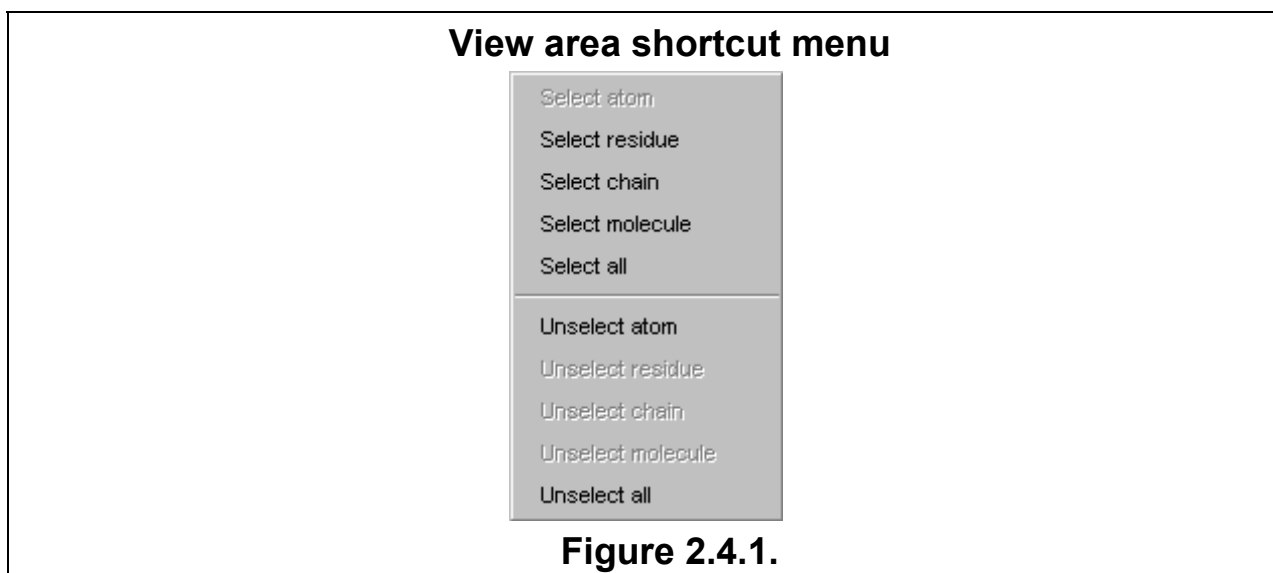 View area shortcut menu
Select atom
Select residue
Select chain
Select molecule
Select all
Unselect atom
Unselect residue
Unselect chain
Unselect molecule
Unselect all
Figure 2.4.1.